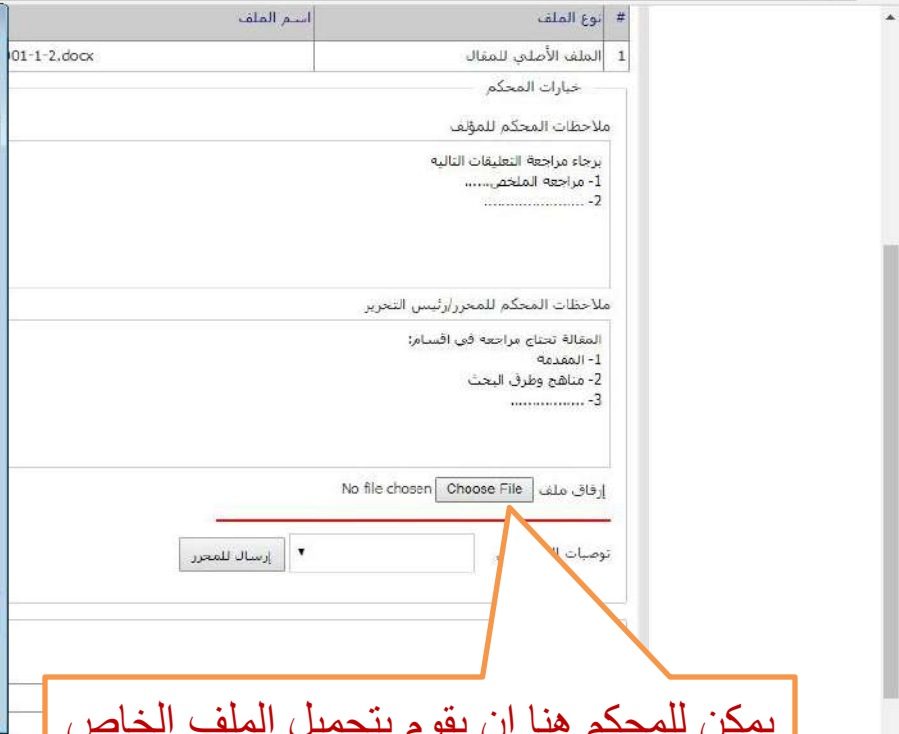 # نوع الملف اسم الملف
1 الملف الأصلي للمقال 01-1-2.docx
خيارات المحكم
ملاحظات المحكم للمؤلف
برجاء مراجعة التعليقات التاليه
1- مراجعه الملخص......
2- .......................
ملاحظات المحكم للمحرر/رئيس التحرير
المقالة تحتاج مراجعه في اقسام:
1- المقدمه
2- مناهج وطرق البحث
3- .................
إرفاق ملف Choose File No file chosen
توصيات إرسال للمحرر
يمكن للمحكم هنا ان يقوم بتحميل الملف الخاص